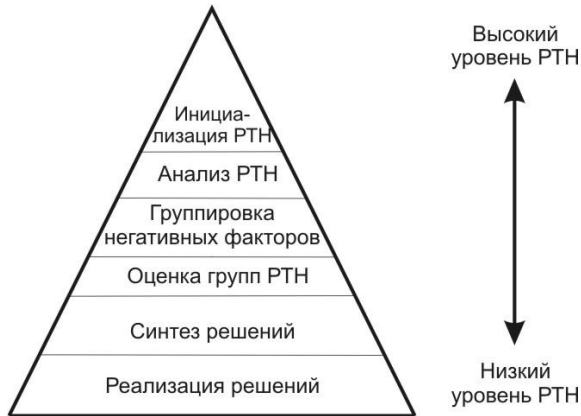 Высокий
уровень РТН
Инициа-
лизация РТН
Анализ РТН
Группировка
негативных факторов
Оценка групп РТН
Синтез решений
Реализация решений
Низкий
уровень РТН